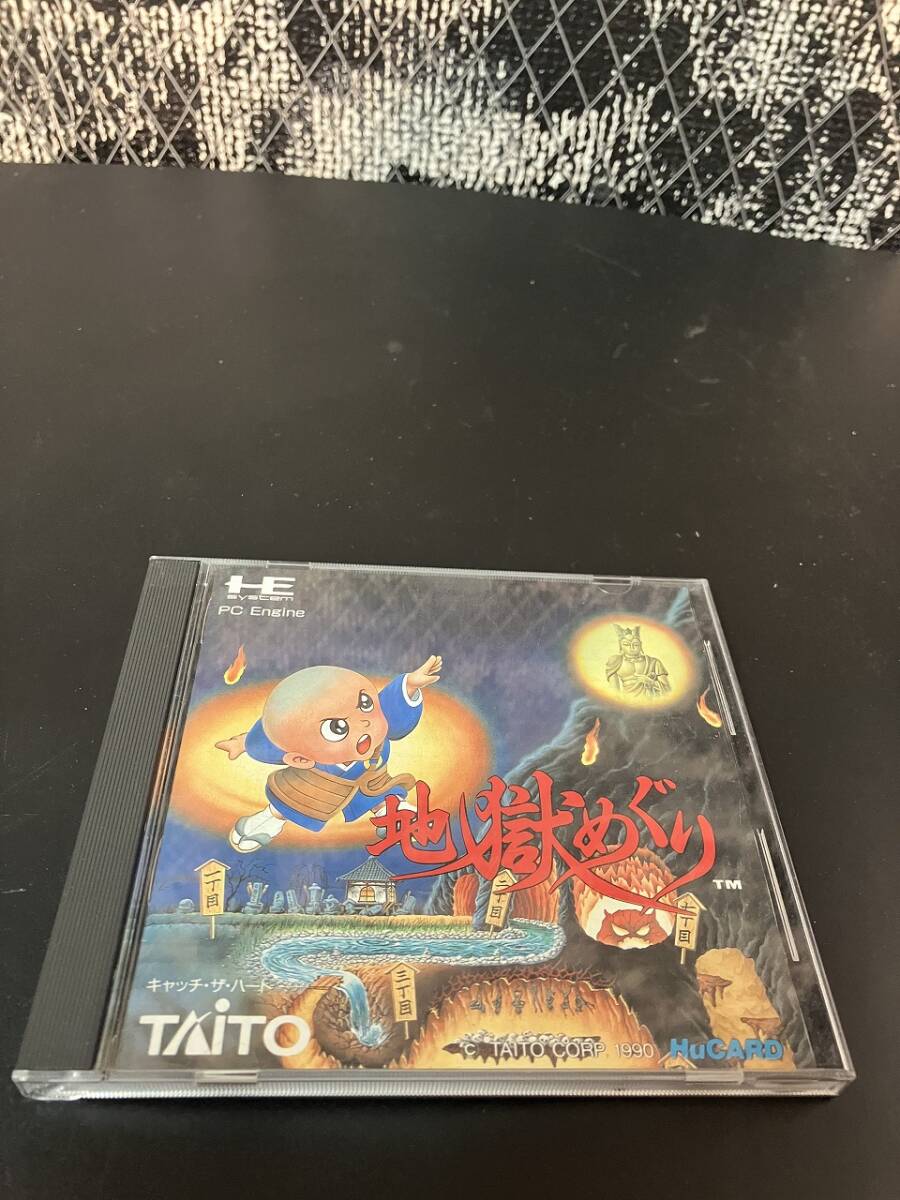 HE
system
PC Engine
地獄めぐり
TM
一丁目
二丁目
三丁目
七丁目
キャッチ・ザ・ハート
TAITO
© TAITO CORP. 1990
HuCARD